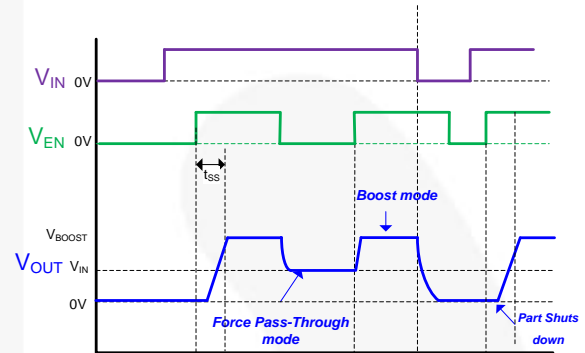 VIN 0V
VEN 0V
tSS
Boost mode
VBOOST
VOUT VIN
0V
Force Pass-Through
mode
Part Shuts
down